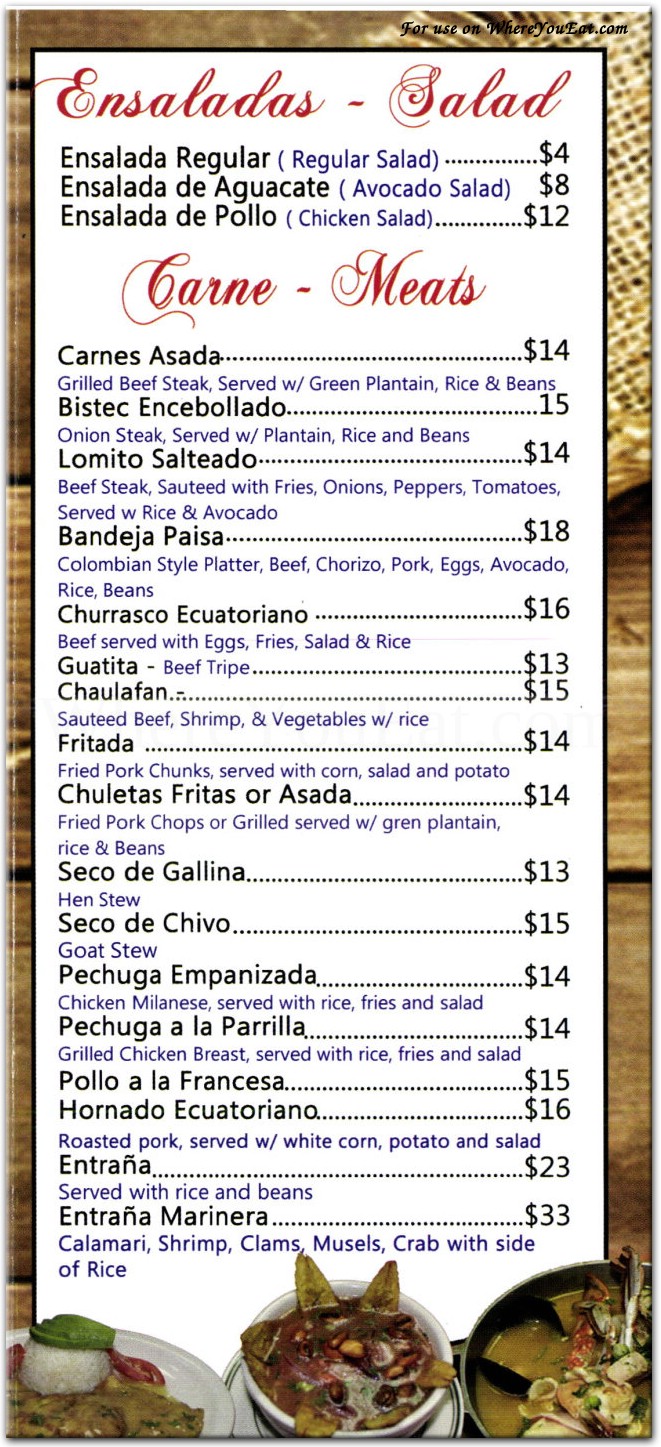 For use on WhereYouEat.com
Ensaladas - Salad
Ensalada Regular ( Regular Salad) ...............$4
Ensalada de Aguacate ( Avocado Salad) $8
Ensalada de Pollo ( Chicken Salad)..............$12
Carne - Meats
Carnes Asada.................................................$14
Grilled Beef Steak, Served w/ Green Plantain, Rice & Beans
Bistec Encebollado.........................................15
Onion Steak, Served w/ Plantain, Rice and Beans
Lomito Salteado...........................................$14
Beef Steak, Sauteed with Fries, Onions, Peppers, Tomatoes,
Served w Rice & Avocado
Bandeja Paisa................................................$18
Colombian Style Platter, Beef, Chorizo, Pork, Eggs, Avocado,
Rice, Beans
Churrasco Ecuatoriano ..................................$16
Beef served with Eggs, Fries, Salad & Rice
Guatita - Beef Tripe............................................$13
Chaulafan.-.......................................................$15
Sauteed Beef, Shrimp, & Vegetables w/ rice
Fritada .............................................................$14
Fried Pork Chunks, served with corn, salad and potato
Chuletas Fritas or Asada............................$14
Fried Pork Chops or Grilled served w/ gren plantain,
rice & Beans
Seco de Gallina.............................................$13
Hen Stew
Seco de Chivo...............................................$15
Goat Stew
Pechuga Empanizada..................................$14
Chicken Milanese, served with rice, fries and salad
Pechuga a la Parrilla....................................$14
Grilled Chicken Breast, served with rice, fries and salad
Pollo a la Francesa.......................................$15
Hornado Ecuatoriano..................................$16
Roasted pork, served w/ white corn, potato and salad
Entraña............................................................$23
Served with rice and beans
Entraña Marinera.........................................$33
Calamari, Shrimp, Clams, Musels, Crab with side
of Rice
WhereYouEat.com